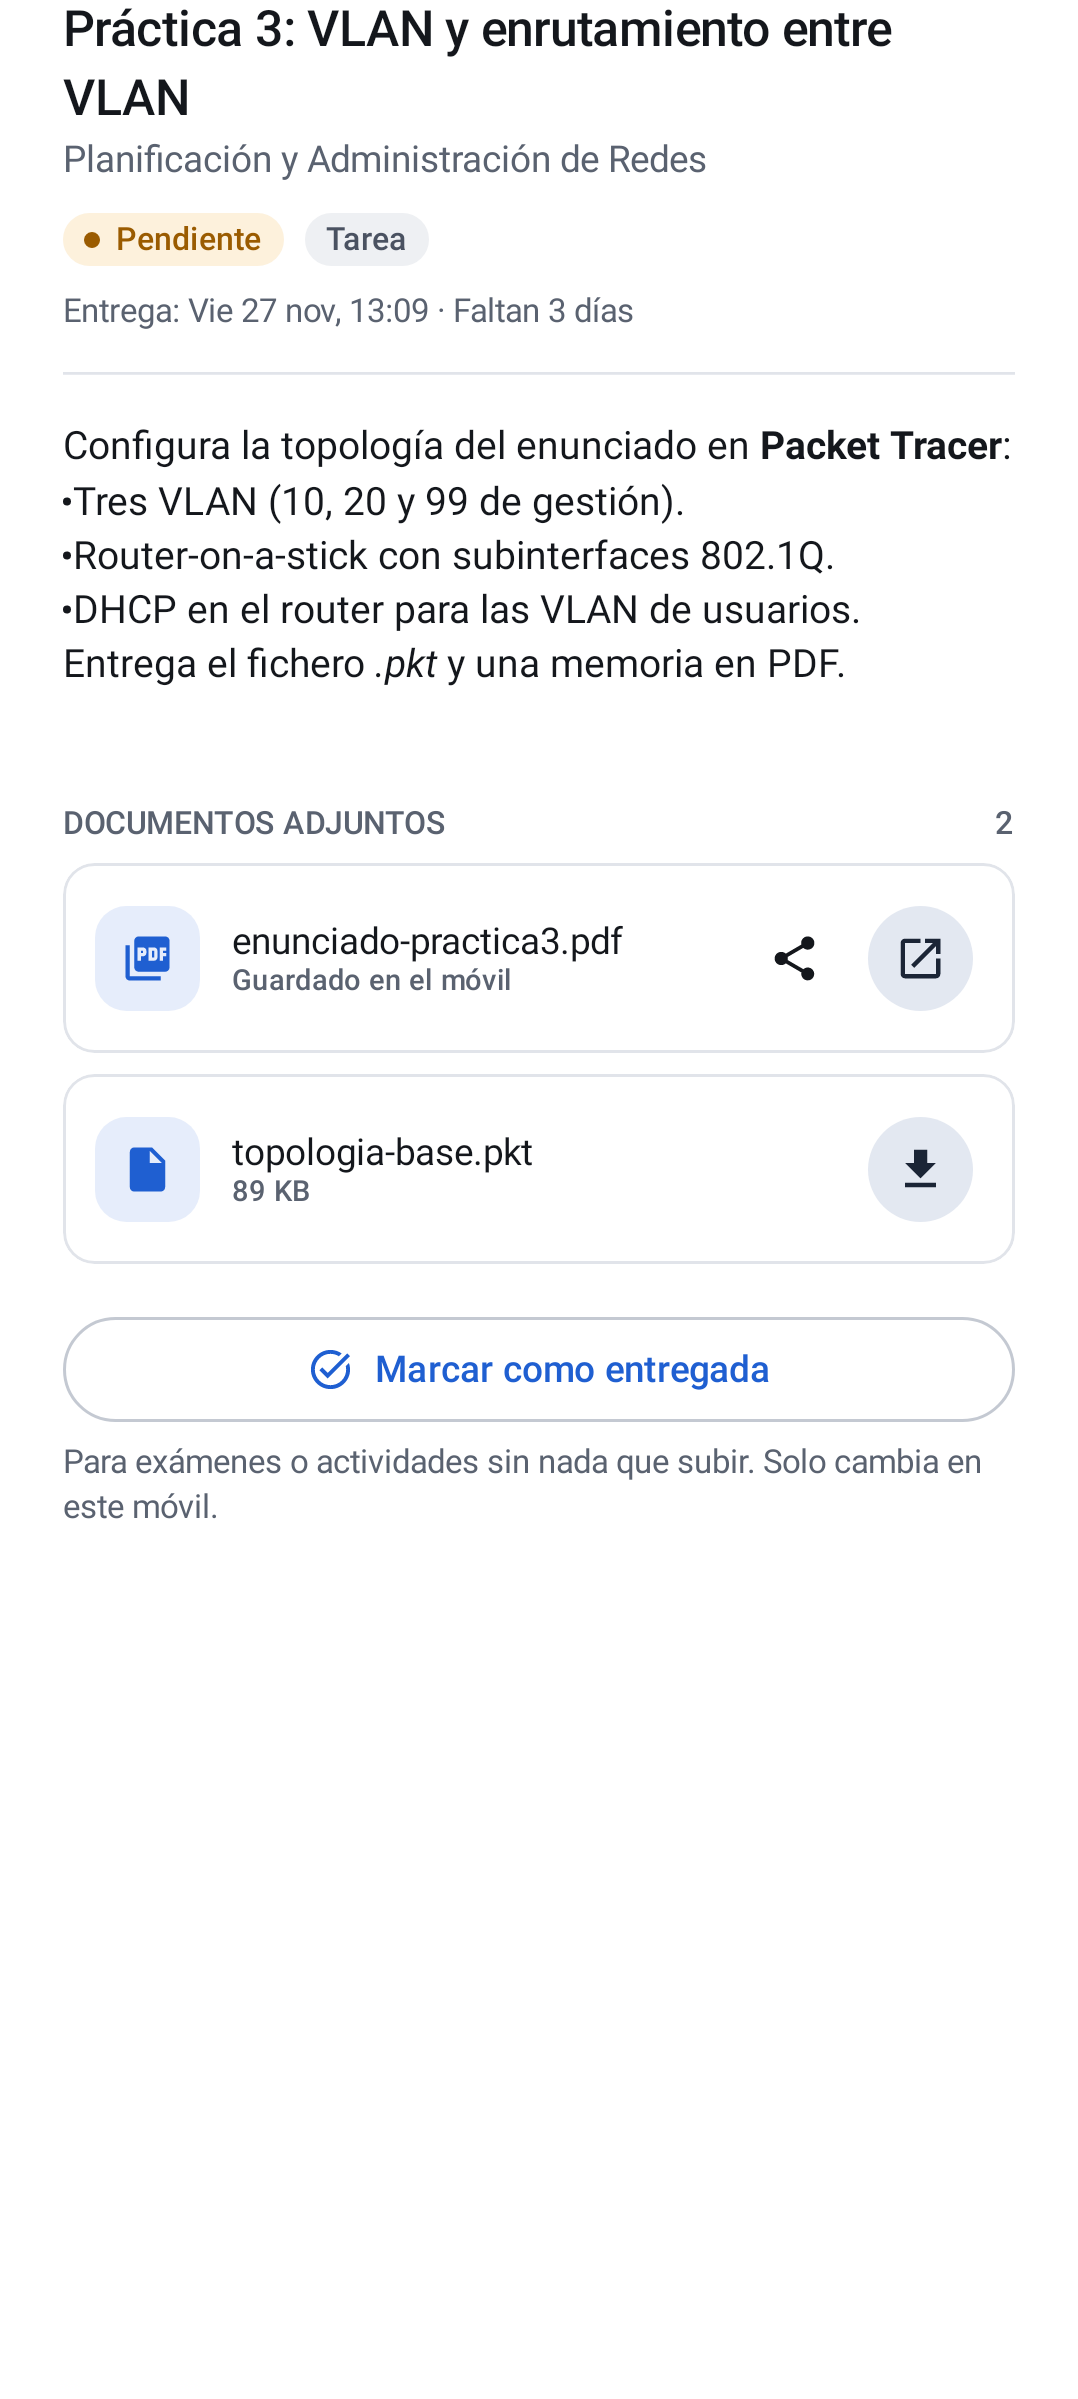 Práctica 3: VLAN y enrutamiento entre
VLAN
Planificación y Administración de Redes
Pendiente
Tarea
Entrega: Vie 27 nov, 13:09 · Faltan 3 días
Configura la topología del enunciado en Packet Tracer:
•Tres VLAN (10, 20 y 99 de gestión).
•Router-on-a-stick con subinterfaces 802.1Q.
•DHCP en el router para las VLAN de usuarios.
Entrega el fichero .pkt y una memoria en PDF.
DOCUMENTOS ADJUNTOS 2
PDF
enunciado-practica3.pdf
Guardado en el móvil
topologia-base.pkt
89 KB
Marcar como entregada
Para exámenes o actividades sin nada que subir. Solo cambia en
este móvil.